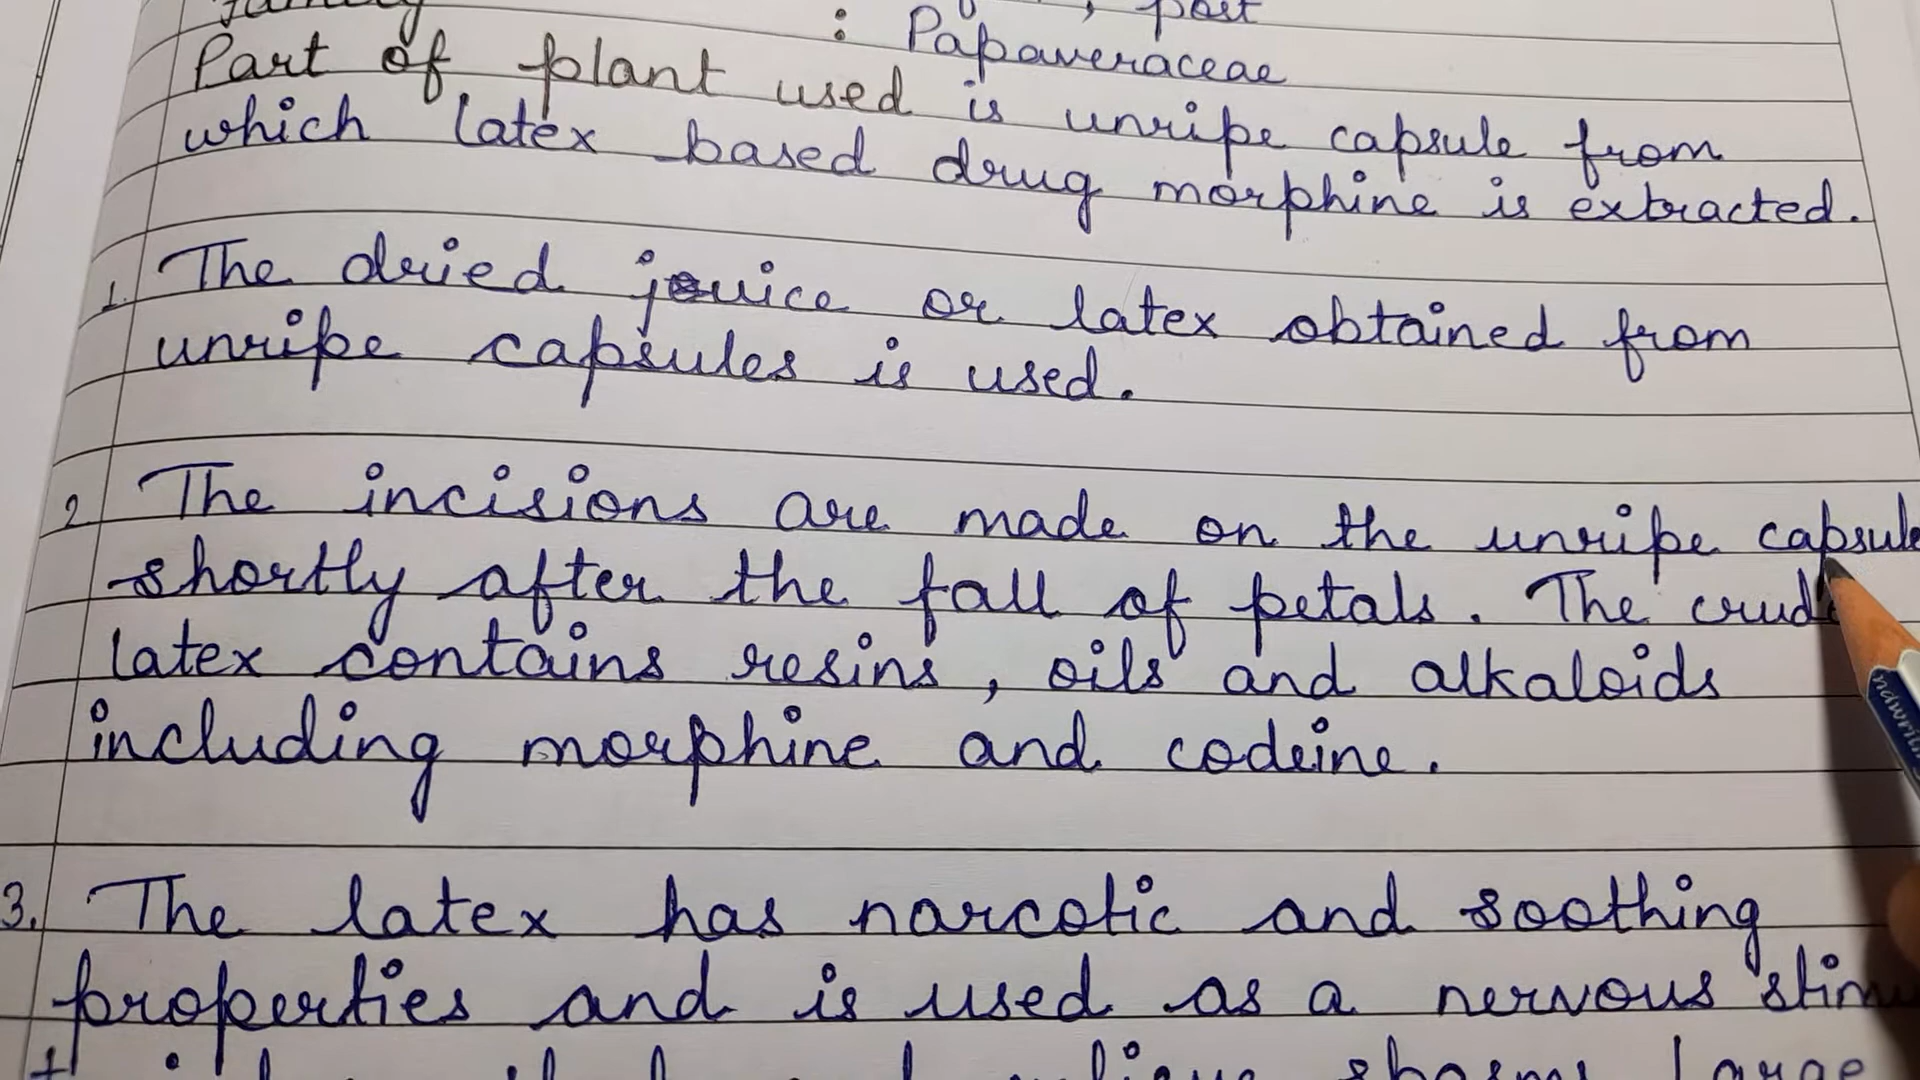 family : Papaveraceae
Part of plant used is unripe capsule from
which latex based drug morphine is extracted.
1. The dried jouice or latex obtained from
unripe capsules is used.
2. The incisions are made on the unripe capsule
shortly after the fall of petals. The crude
latex contains resins, oils and alkaloids
including morphine and codeine.
3. The latex has narcotic and soothing
properties and is used as a nervous